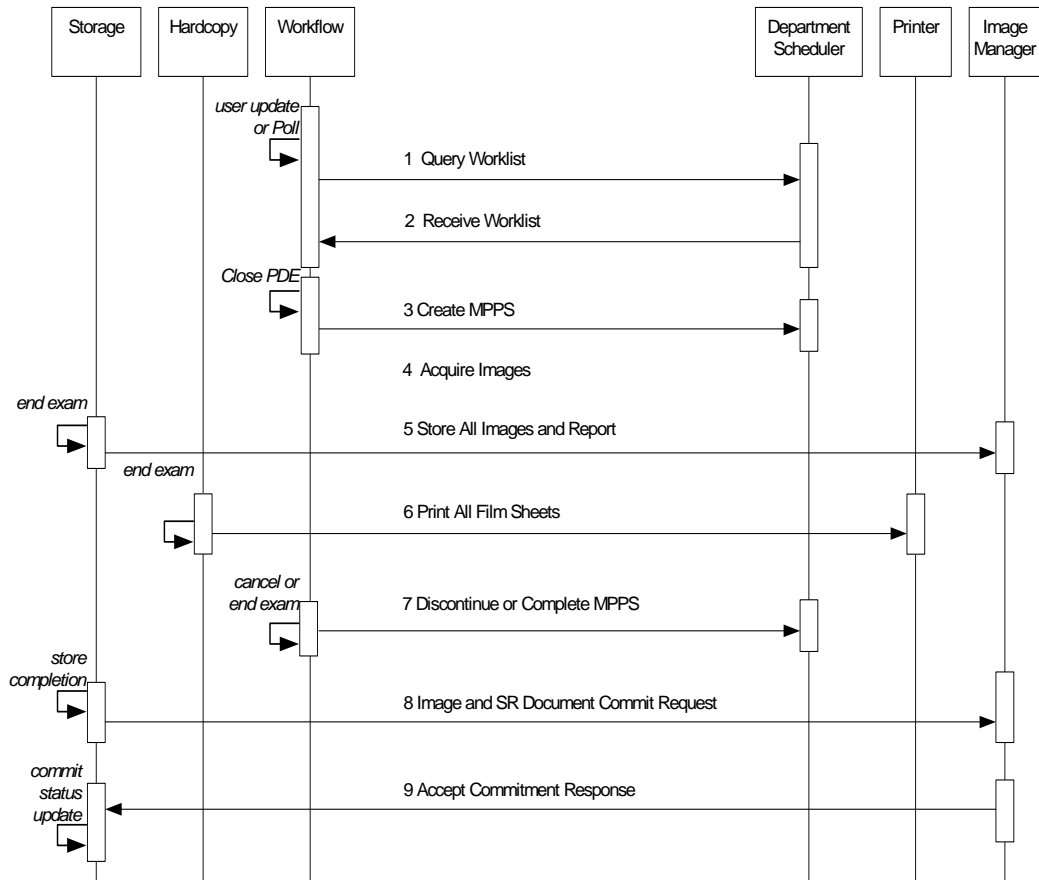 Storage
Hardcopy
Workflow
Department
Scheduler
Printer
Image
Manager
user update
or Poll
1 Query Worklist
2 Receive Worklist
Close PDE
3 Create MPPS
4 Acquire Images
end exam
5 Store All Images and Report
end exam
6 Print All Film Sheets
cancel or
end exam
7 Discontinue or Complete MPPS
store
completion
8 Image and SR Document Commit Request
commit
status
update
9 Accept Commitment Response